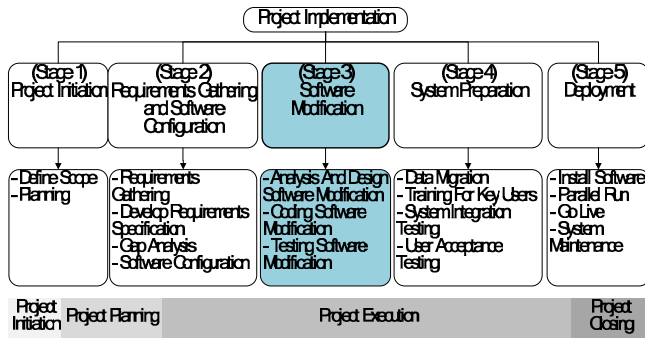 Project Implementation
(Stage 1)
Project Initiation
(Stage 2)
Requirements Gathering
and Software
Configuration
(Stage 3)
Software
Modification
(Stage 4)
System Preparation
(Stage 5)
Deployment
- Define Scope
- Planning
- Requirements
Gathering
- Develop Requirements
Specification
- Gap Analysis
- Software Configuration
- Analysis And Design
Software Modification
- Coding Software
Modification
- Testing Software
Modification
- Data Migration
- Training For Key Users
- System Integration
Testing
- User Acceptance
Testing
- Install Software
- Parallel Run
- Go Live
- System
Maintenance
Project
Initiation
Project Planning
Project Execution
Project
Closing